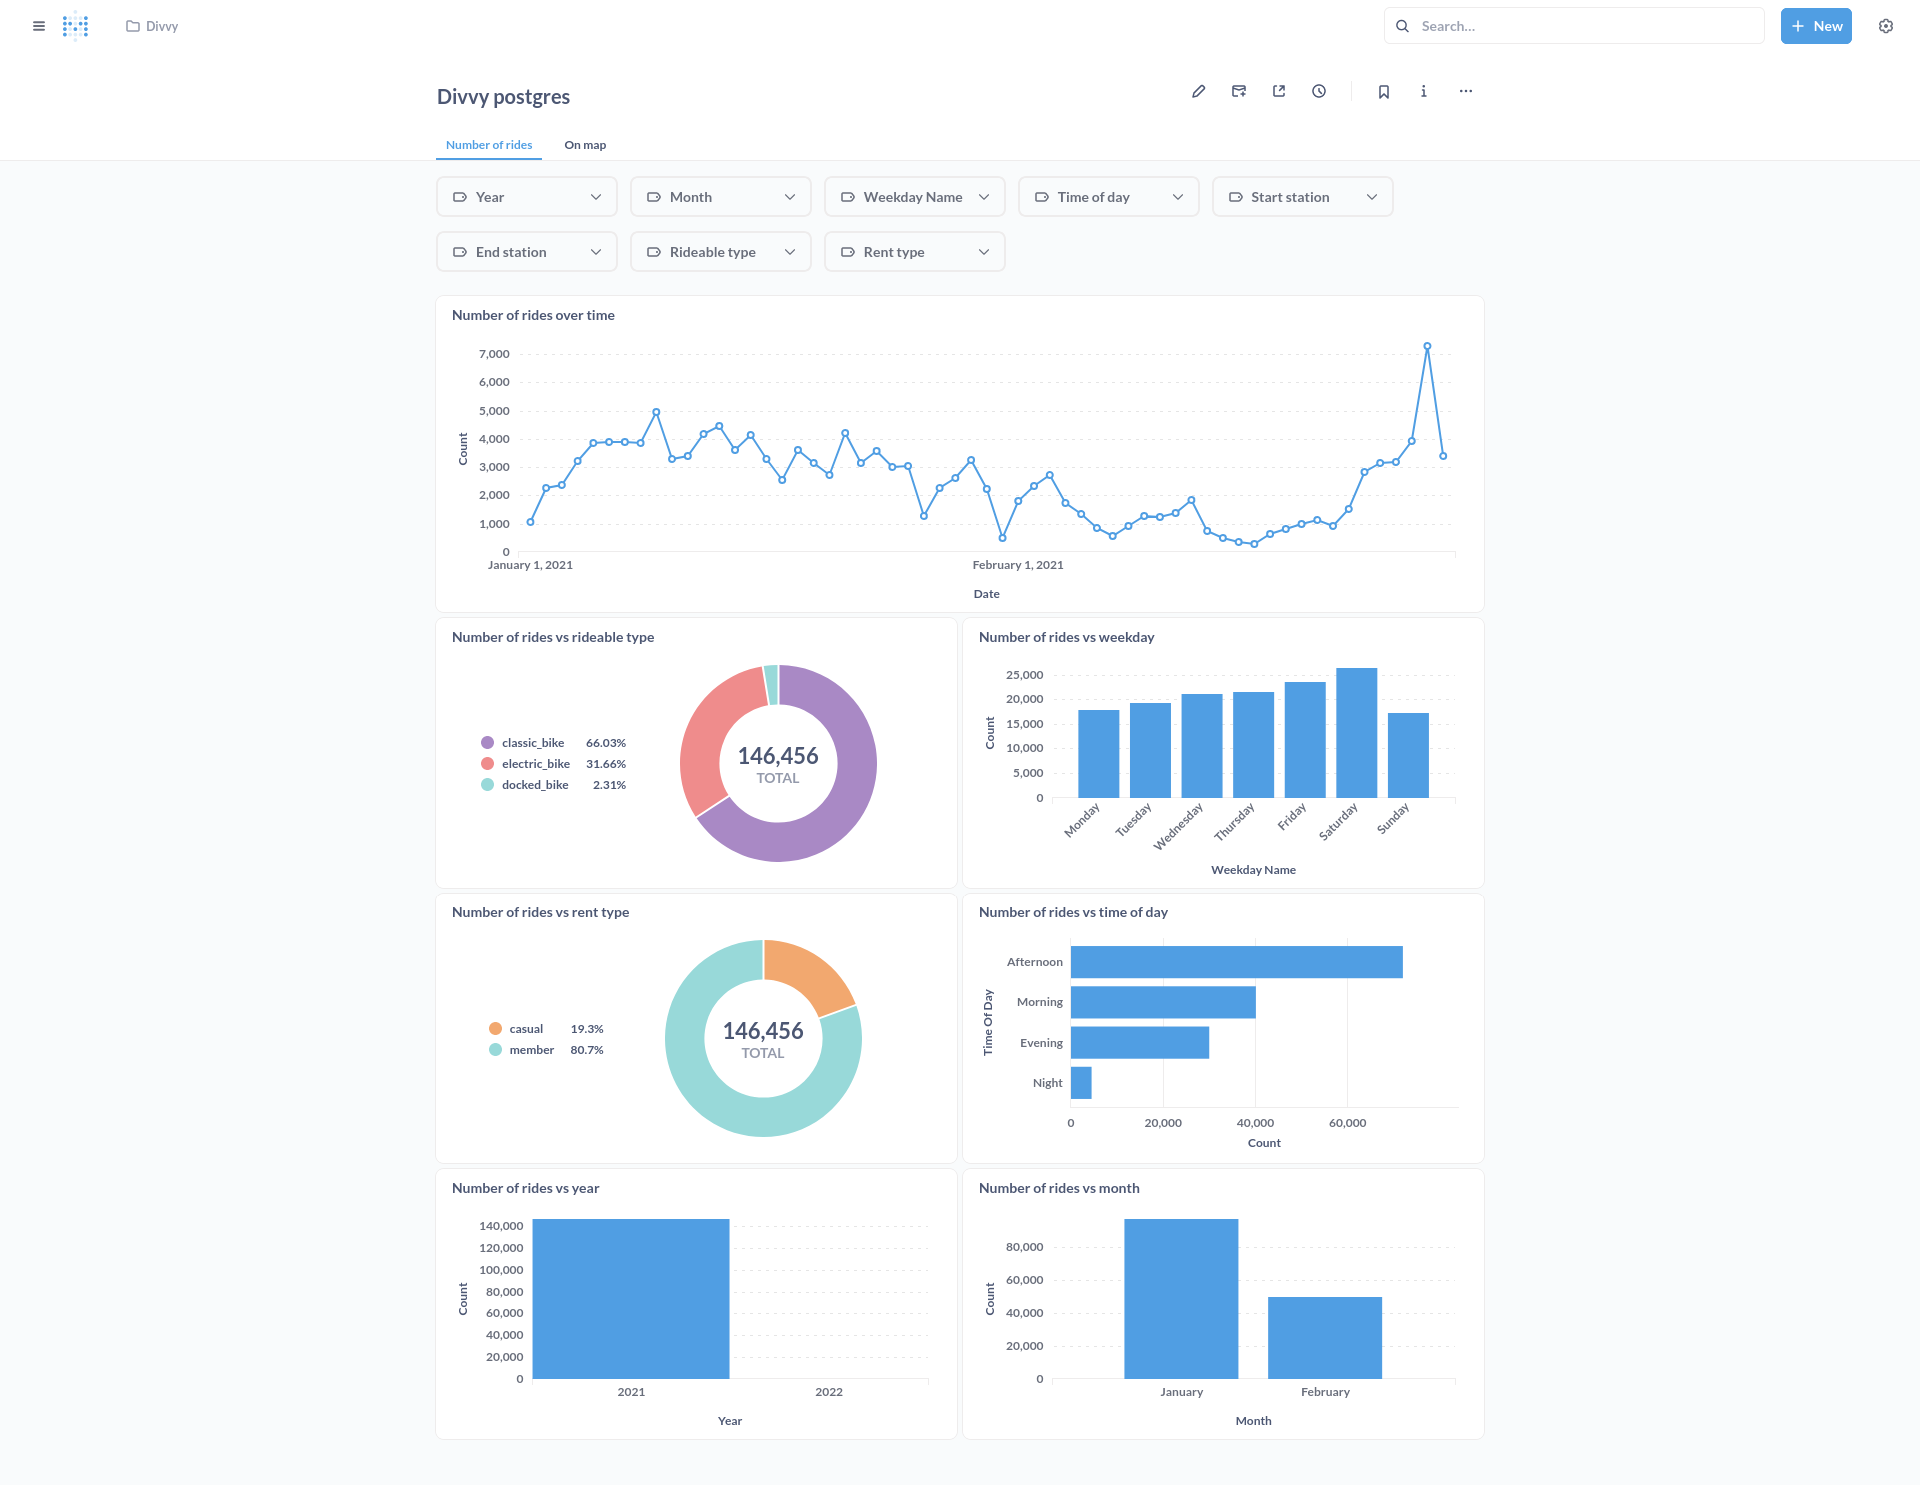 Divvy
Search...
New
Divvy postgres
Number of rides
On map
Year
Month
Weekday Name
Time of day
Start station
End station
Rideable type
Rent type
Number of rides over time
7,000
6,000
5,000
4,000
3,000
2,000
1,000
0
Count
January 1, 2021
February 1, 2021
Date
Number of rides vs rideable type
classic_bike 66.03%
electric_bike 31.66%
docked_bike 2.31%
146,456
TOTAL
Number of rides vs weekday
25,000
20,000
15,000
10,000
5,000
0
Count
Monday
Tuesday
Wednesday
Thursday
Friday
Saturday
Sunday
Weekday Name
Number of rides vs rent type
casual 19.3%
member 80.7%
146,456
TOTAL
Number of rides vs time of day
Time Of Day
Afternoon
Morning
Evening
Night
0
20,000
40,000
60,000
Count
Number of rides vs year
140,000
120,000
100,000
80,000
60,000
40,000
20,000
0
Count
2021
2022
Year
Number of rides vs month
80,000
60,000
40,000
20,000
0
Count
January
February
Month